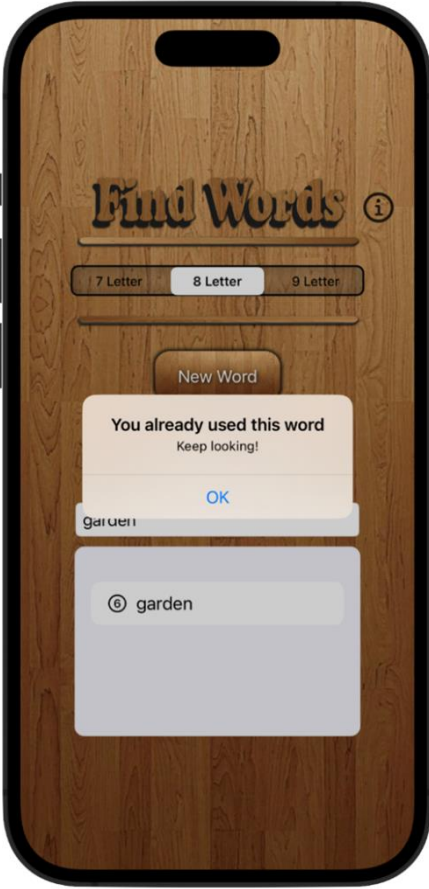 Find Words
7 Letter 8 Letter 9 Letter
New Word
You already used this word
Keep looking!
OK
garden
6 garden